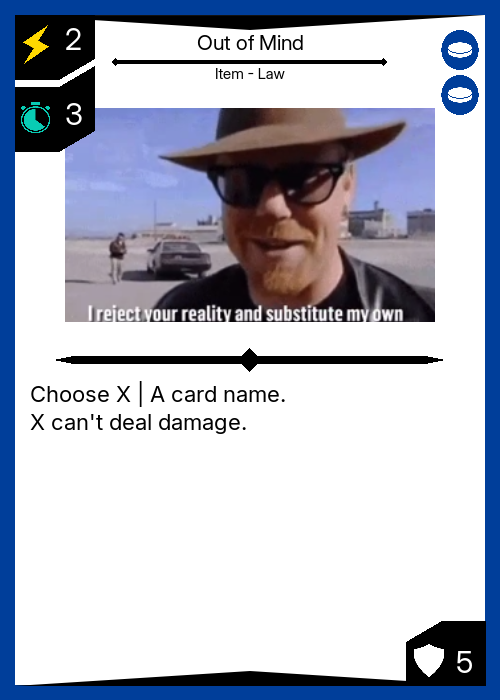 2
Out of Mind
Item - Law
3
I reject your reality and substitute my own
Choose X | A card name.
X can't deal damage.
5